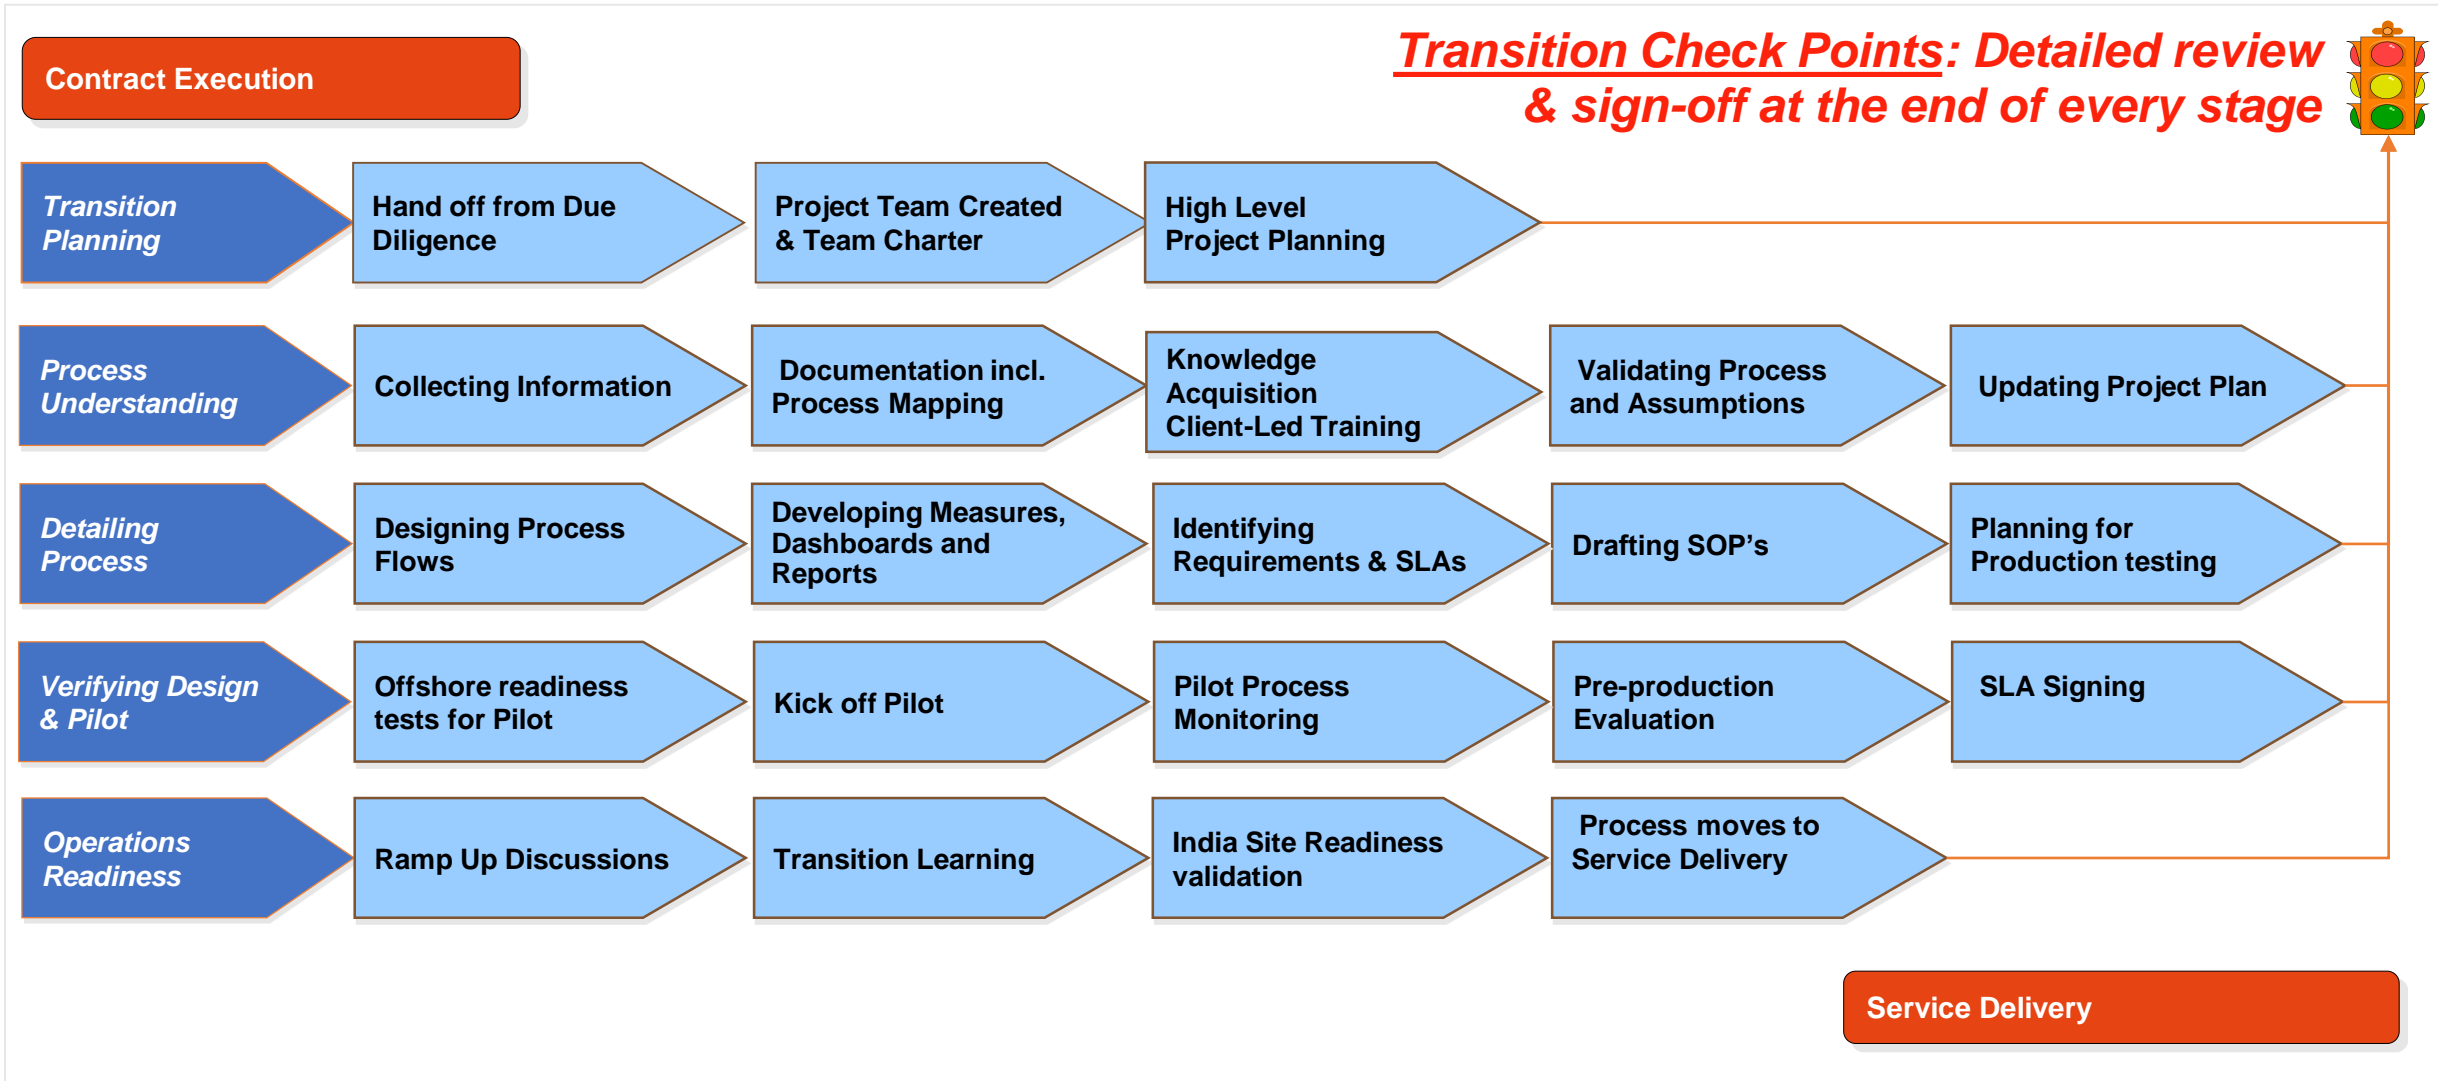 Contract Execution
Transition Check Points: Detailed review
& sign-off at the end of every stage
Transition
Planning
Hand off from Due
Diligence
Project Team Created
& Team Charter
High Level
Project Planning
Process
Understanding
Collecting Information
Documentation incl.
Process Mapping
Knowledge
Acquisition
Client-Led Training
Validating Process
and Assumptions
Updating Project Plan
Detailing
Process
Designing Process
Flows
Developing Measures,
Dashboards and
Reports
Identifying
Requirements & SLAs
Drafting SOP’s
Planning for
Production testing
Verifying Design
& Pilot
Offshore readiness
tests for Pilot
Kick off Pilot
Pilot Process
Monitoring
Pre-production
Evaluation
SLA Signing
Operations
Readiness
Ramp Up Discussions
Transition Learning
India Site Readiness
validation
Process moves to
Service Delivery
Service Delivery